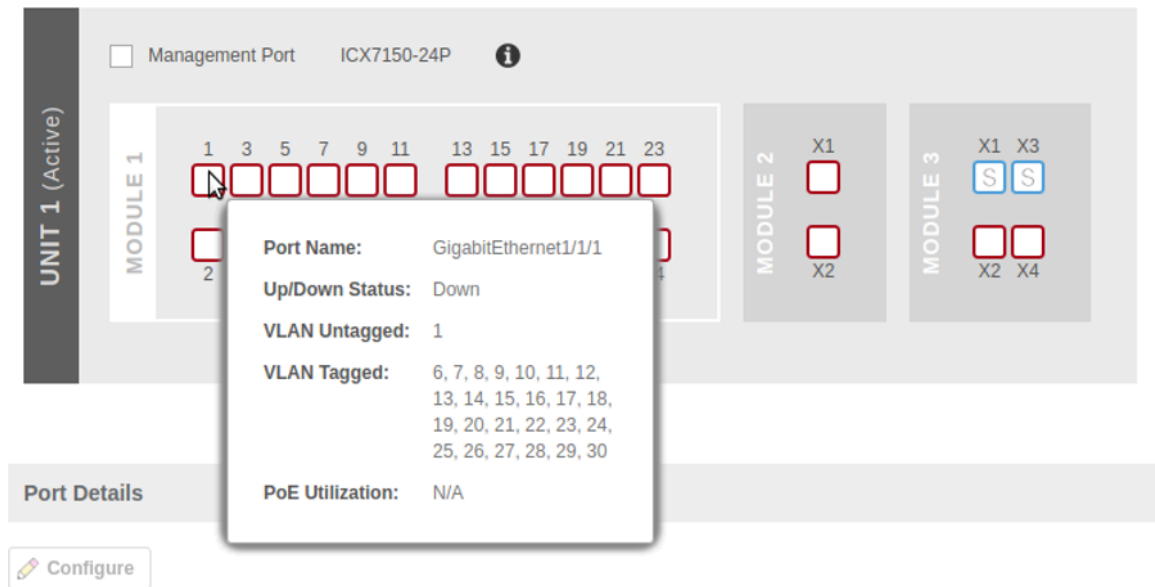 Management Port ICX7150-24P
UNIT 1 (Active)
MODULE 1
1 3 5 7 9 11 13 15 17 19 21 23
2
4
MODULE 2
X1
X2
MODULE 3
X1 X3
S S
X2 X4
Port Name: GigabitEthernet1/1/1
Up/Down Status: Down
VLAN Untagged: 1
VLAN Tagged: 6, 7, 8, 9, 10, 11, 12,
13, 14, 15, 16, 17, 18,
19, 20, 21, 22, 23, 24,
25, 26, 27, 28, 29, 30
PoE Utilization: N/A
Port Details
Configure